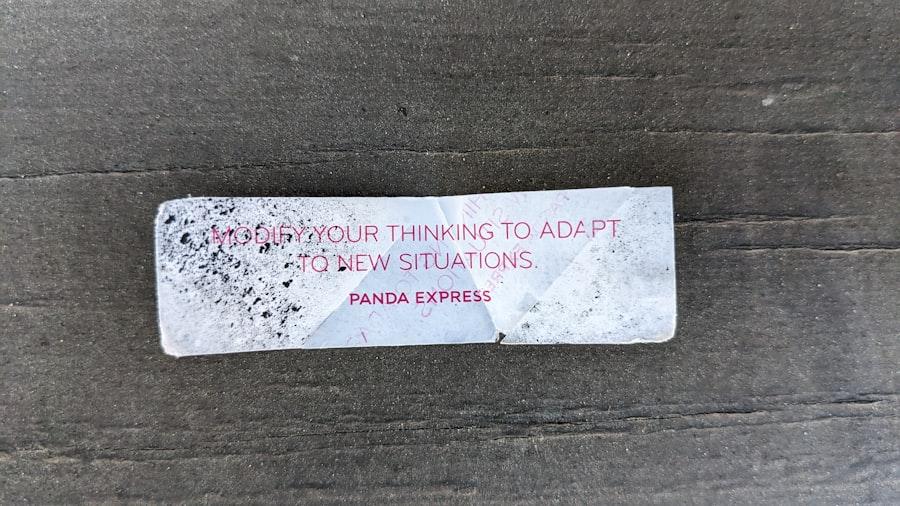 MODIFY YOUR THINKING TO ADAPT
TO NEW SITUATIONS.
PANDA EXPRESS